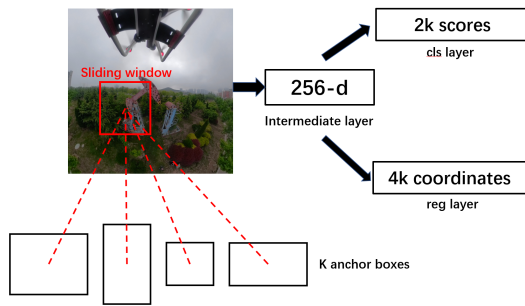 2k scores
cls layer
Sliding window
256-d
Intermediate layer
4k coordinates
reg layer
K anchor boxes